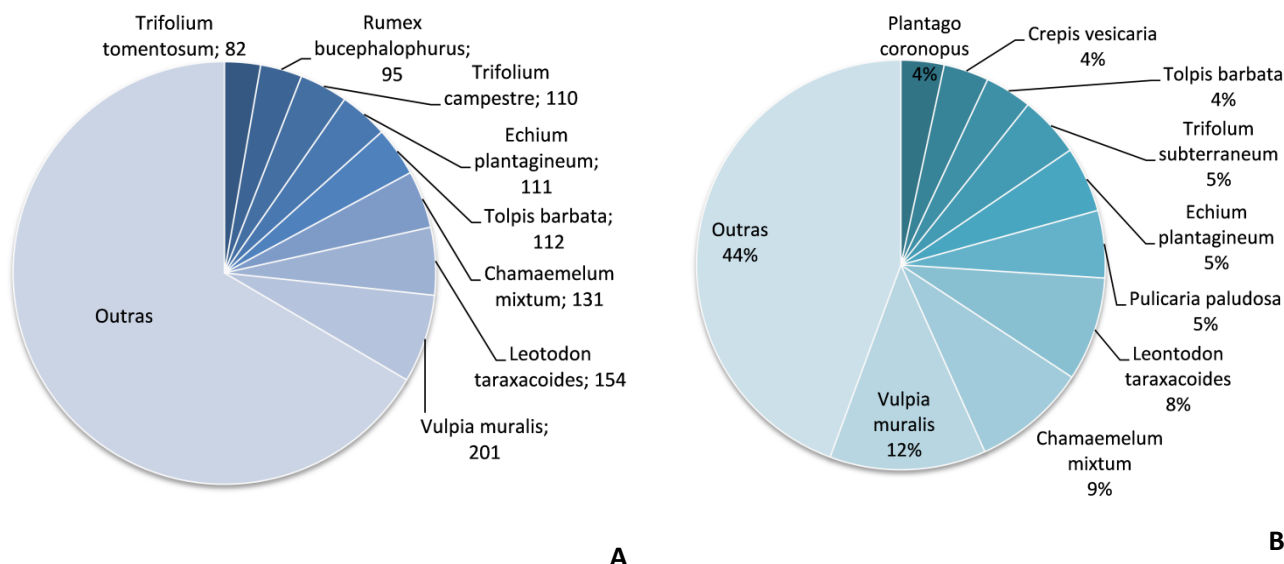 Trifolium
tomentosum; 82
Rumex
bucephalophurus;
95
Trifolium
campestre; 110
Echium
plantagineum;
111
Tolpis barbata;
112
Chamaemelum
mixtum; 131
Leotodon
taraxacoides; 154
Vulpia muralis;
201
Outras
A
Plantago
coronopus
4%
Crepis vesicaria
4%
Tolpis barbata
4%
Trifolum
subterraneum
5%
Echium
plantagineum
5%
Pulicaria paludosa
5%
Leontodon
taraxacoides
8%
Chamaemelum
mixtum
9%
Vulpia
muralis
12%
Outras
44%
B